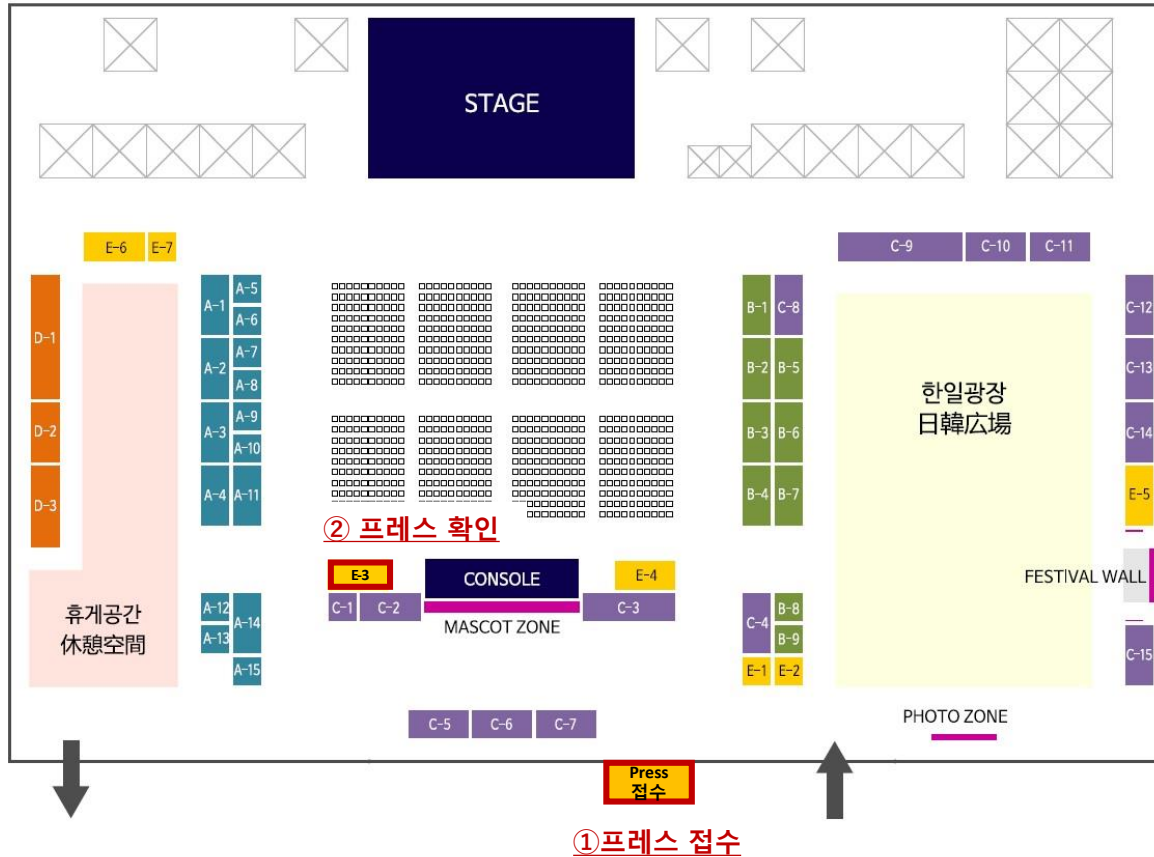 STAGE
E-6
E-7
C-9
C-10
C-11
D-1
D-2
D-3
A-1
A-5
A-6
A-2
A-7
A-8
A-3
A-9
A-10
A-4
A-11
B-1
C-8
B-2
B-5
B-3
B-6
B-4
B-7
한일광장
日韓広場
C-12
C-13
C-14
E-5
② 프레스 확인
E-3
CONSOLE
E-4
FESTIVAL WALL
C-1
C-2
C-3
MASCOT ZONE
휴게공간
休憩空間
A-12
A-14
A-13
A-15
C-4
B-8
B-9
E-1
E-2
C-15
C-5
C-6
C-7
PHOTO ZONE
Press
접수
①프레스 접수